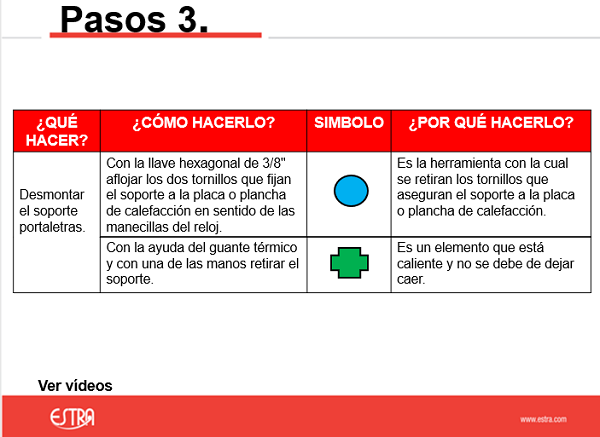 Pasos 3.
¿QUÉ
HACER?
¿CÓMO HACERLO?
SIMBOLO
¿POR QUÉ HACERLO?
Desmontar
el soporte
portaletras.
Con la llave hexagonal de 3/8"
aflojar los dos tornillos que fijan
el soporte a la placa o plancha
de calefacción en sentido de las
manecillas del reloj.
Es la herramienta con la cual
se retiran los tornillos que
aseguran el soporte a la placa
o plancha de calefacción.
Con la ayuda del guante térmico
y con una de las manos retirar el
soporte.
Es un elemento que está
caliente y no se debe de dejar
caer.
Ver vídeos
ESTRA
www.estra.com